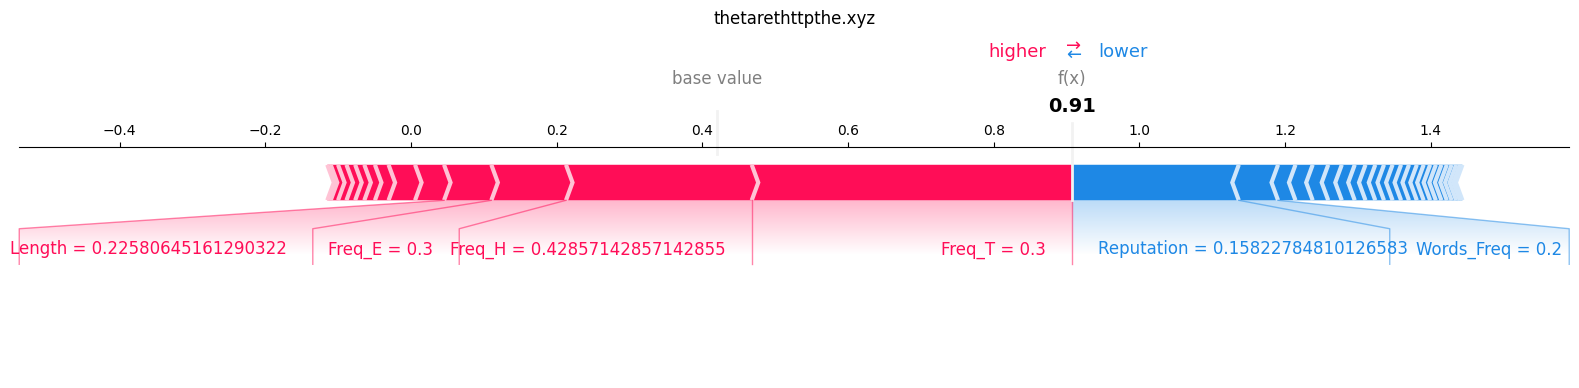 thetarethttpthe.xyz
higher ⇄ lower
base value f(x)
0.91
−0.4 −0.2 0.0 0.2 0.4 0.6 0.8 1.0 1.2 1.4
Length = 0.22580645161290322 Freq_E = 0.3 Freq_H = 0.42857142857142855 Freq_T = 0.3 Reputation = 0.15822784810126583 Words_Freq = 0.2